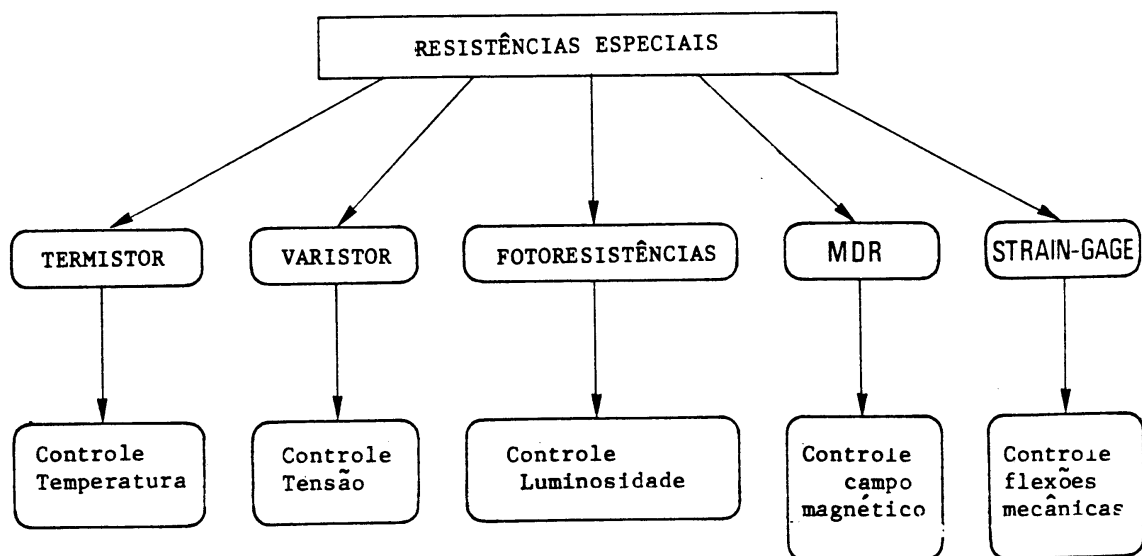 RESISTÊNCIAS ESPECIAIS
TERMISTOR
VARISTOR
FOTORESISTÊNCIAS
MDR
STRAIN-GAGE
Controle
Temperatura
Controle
Tensão
Controle
Luminosidade
Controle
campo
magnético
Controle
flexões
mecânicas